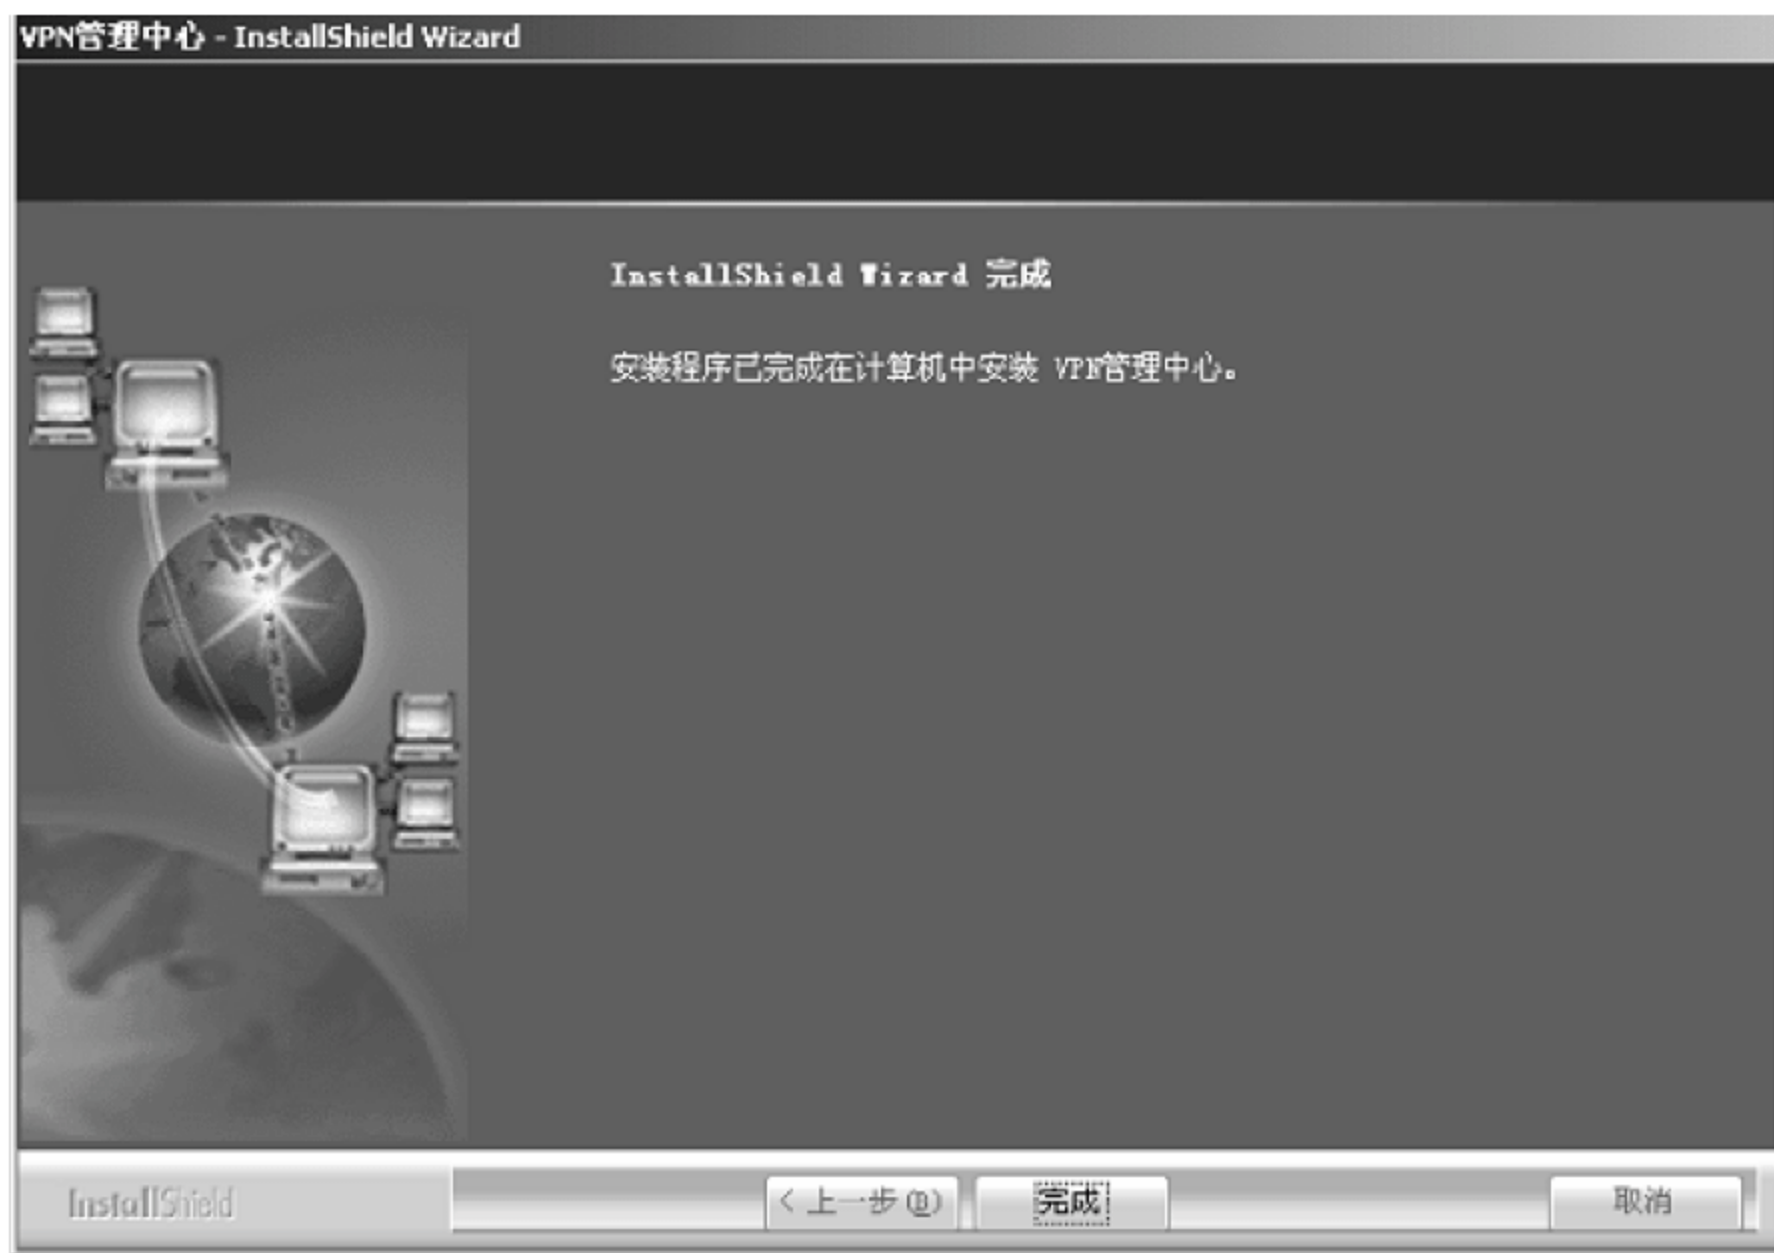 VPN管理中心 - InstallShield Wizard
InstallShield Wizard 完成
安装程序已完成在计算机中安装 VPN管理中心。
InstallShield
< 上一步(B)
完成
取消